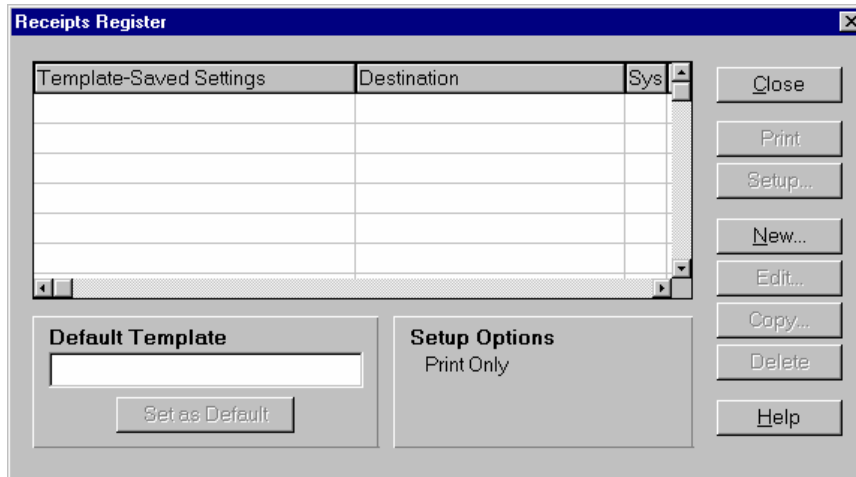 Receipts Register
Template-Saved Settings Destination Sys
Close
Print
Setup...
New...
Edit...
Copy...
Delete
Help
Default Template
Set as Default
Setup Options
Print Only